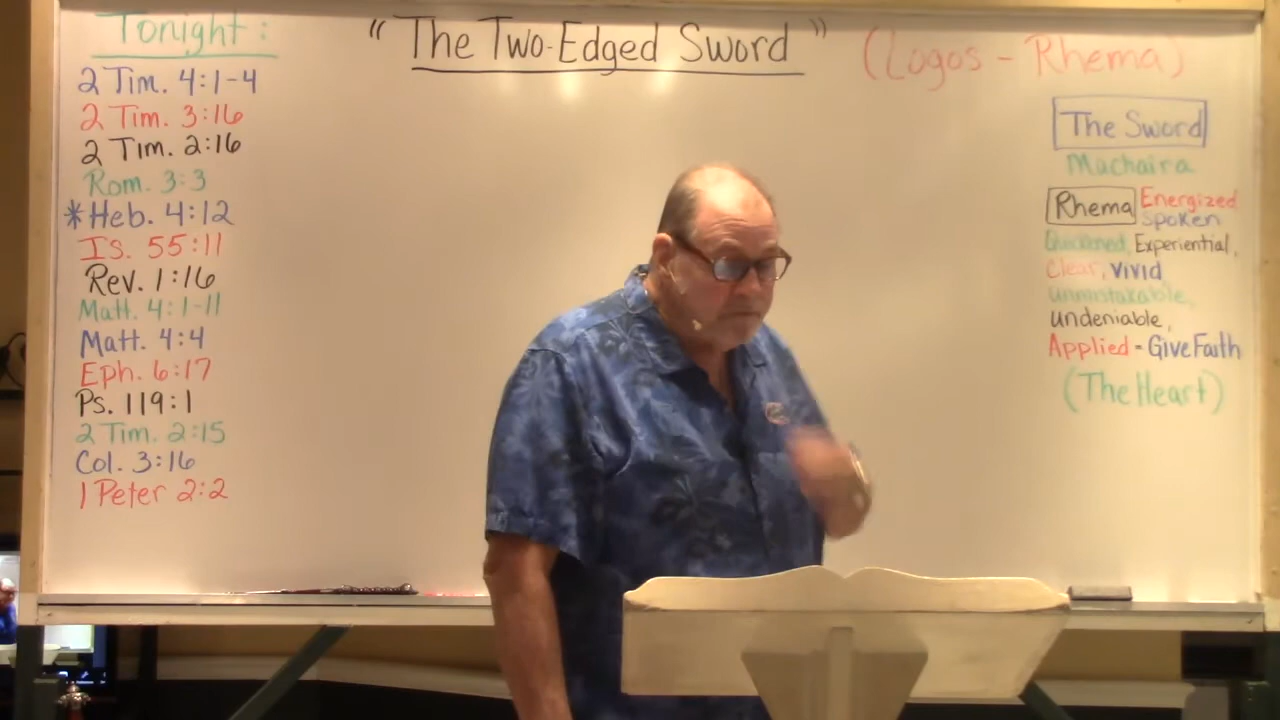 Tonight:
2 Tim. 4:1-4
2 Tim. 3:16
2 Tim. 2:16
Rom. 3:3
*Heb. 4:12
Is. 55:11
Rev. 1:16
Matt. 4:1-11
Matt. 4:4
Eph. 6:17
Ps. 119:1
2 Tim. 2:15
Col. 3:16
1 Peter 2:2
"The Two-Edged Sword" (Logos - Rhema)
The Sword
Machaira
Rhema Energized
spoken
Quickened, Experiential,
Clear, vivid,
unmistakable,
undeniable,
Applied - Give Faith
(The Heart)